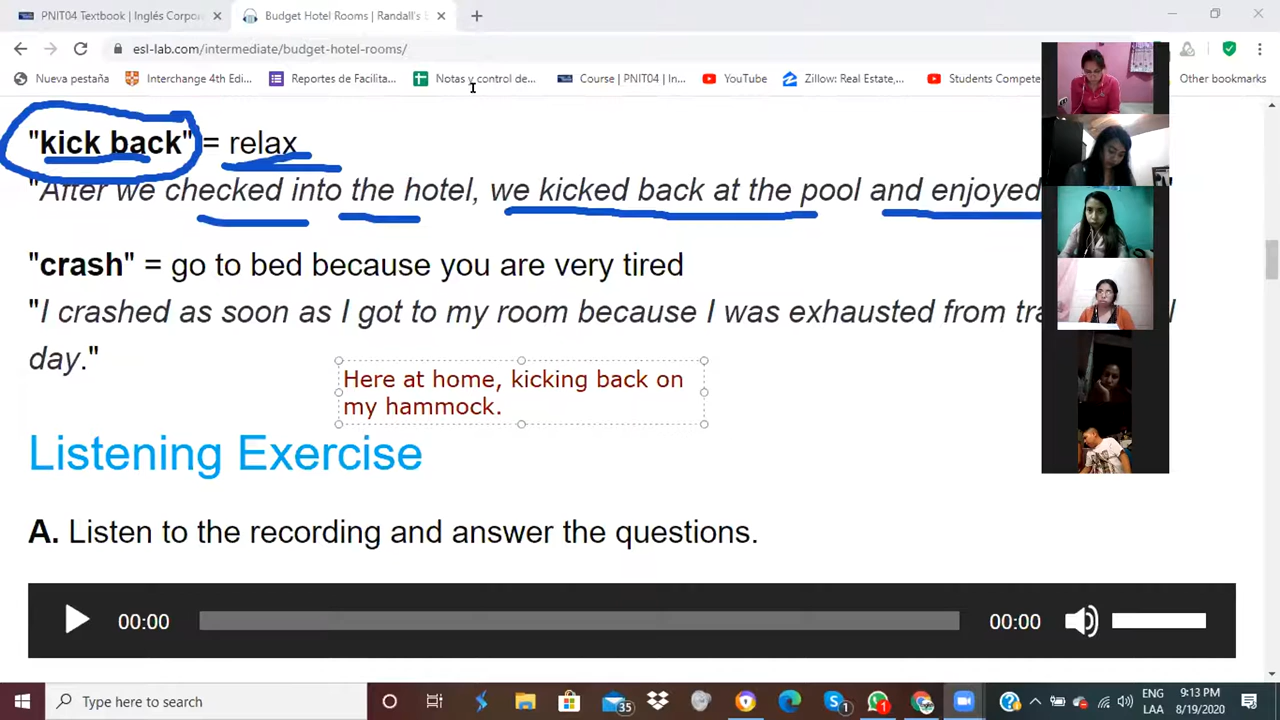 PNIT04 Textbook | Inglés Corpor
Budget Hotel Rooms | Randall's E
esl-lab.com/intermediate/budget-hotel-rooms/
Nueva pestaña
Interchange 4th Edi...
Reportes de Facilita...
Notas y control de...
Course | PNIT04 | In...
YouTube
Zillow: Real Estate,...
Students Compete
Other bookmarks
"kick back" = relax
"After we checked into the hotel, we kicked back at the pool and enjoyed
"crash" = go to bed because you are very tired
"I crashed as soon as I got to my room because I was exhausted from tra
day."
Here at home, kicking back on
my hammock.
Listening Exercise
A. Listen to the recording and answer the questions.
00:00
00:00
Type here to search
35
1
1
ENG
LAA
9:13 PM
8/19/2020